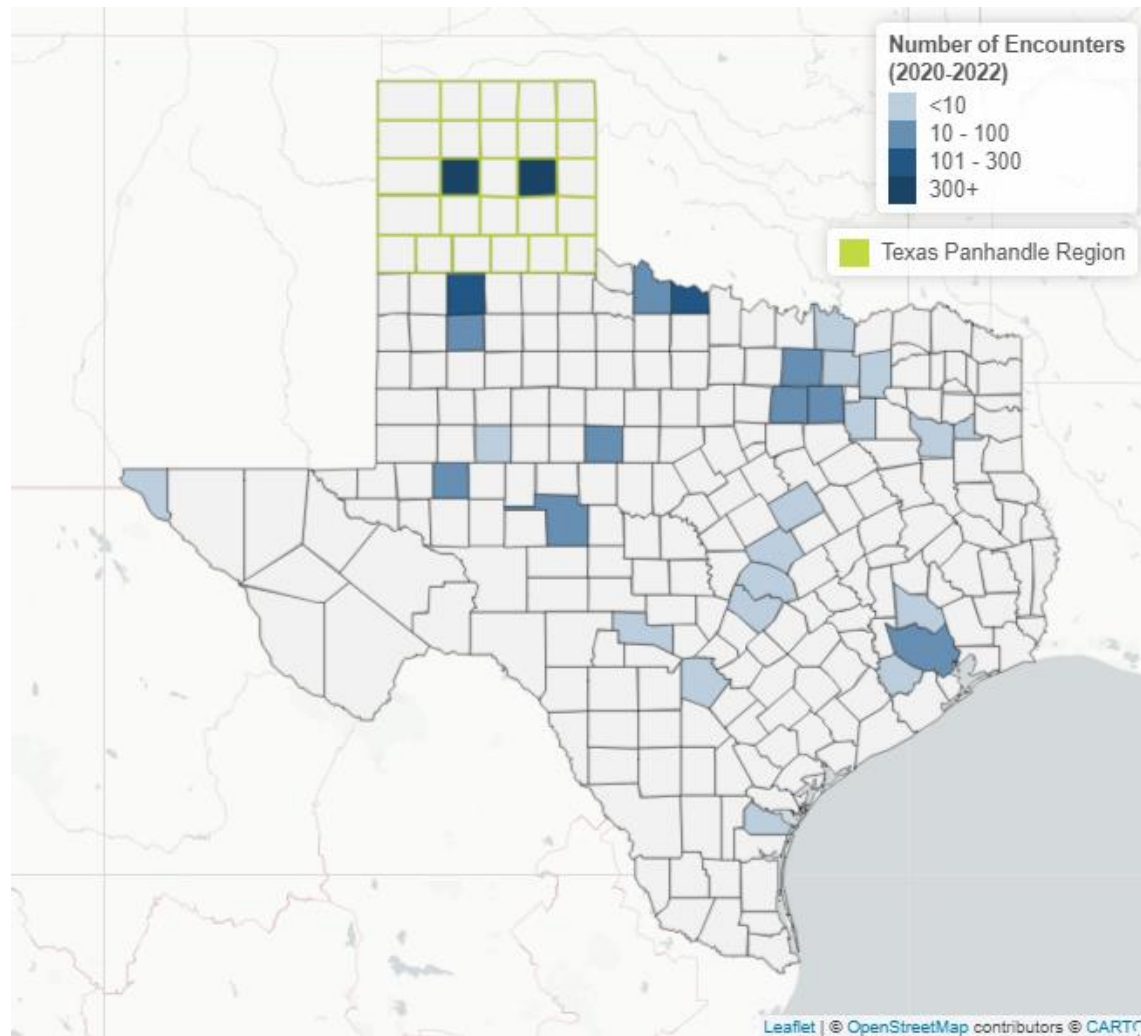 Number of Encounters
(2020-2022)
<10
10 - 100
101 - 300
300+
Texas Panhandle Region
Leaflet | © OpenStreetMap contributors © CARTO